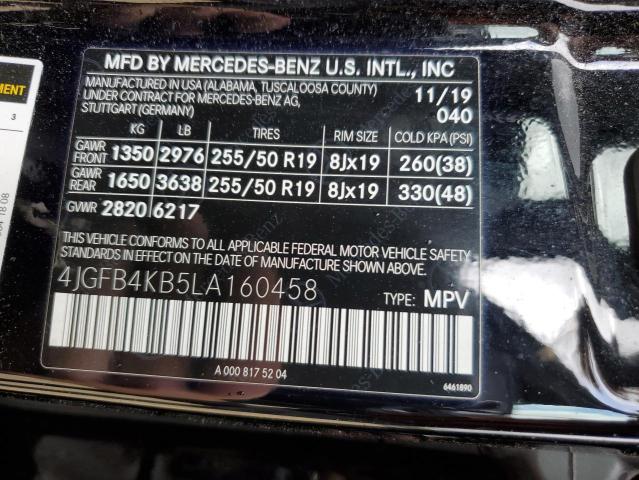 MFD BY MERCEDES-BENZ U.S. INTL., INC
MANUFACTURED IN USA (ALABAMA, TUSCALOOSA COUNTY) 11/19
UNDER CONTRACT FOR MERCEDES-BENZ AG,
STUTTGART (GERMANY) 040
KG LB TIRES RIM SIZE COLD KPA (PSI)
GAWR FRONT 1350 2976 255/50 R19 8Jx19 260(38)
GAWR REAR 1650 3638 255/50 R19 8Jx19 330(48)
GVWR 2820 6217
THIS VEHICLE CONFORMS TO ALL APPLICABLE FEDERAL MOTOR VEHICLE SAFETY
STANDARDS IN EFFECT ON THE DATE OF MANUFACTURE SHOWN ABOVE.
4JGFB4KB5LA160458 TYPE: MPV
A 000 817 52 04
6461890
3